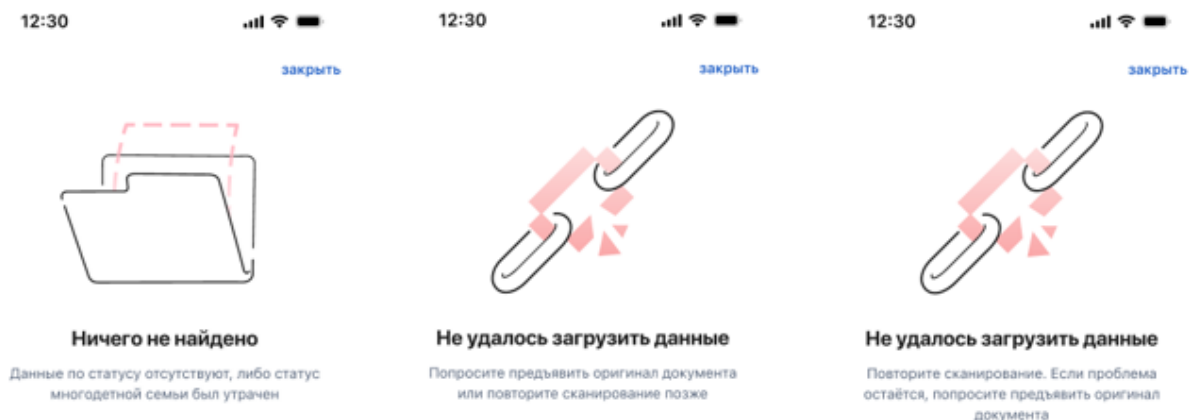 12:30
закрыть
Ничего не найдено
Данные по статусу отсутствуют, либо статус
многодетной семьи был утрачен
12:30
закрыть
Не удалось загрузить данные
Попросите предъявить оригинал документа
или повторите сканирование позже
12:30
закрыть
Не удалось загрузить данные
Повторите сканирование. Если проблема
остаётся, попросите предъявить оригинал
документа